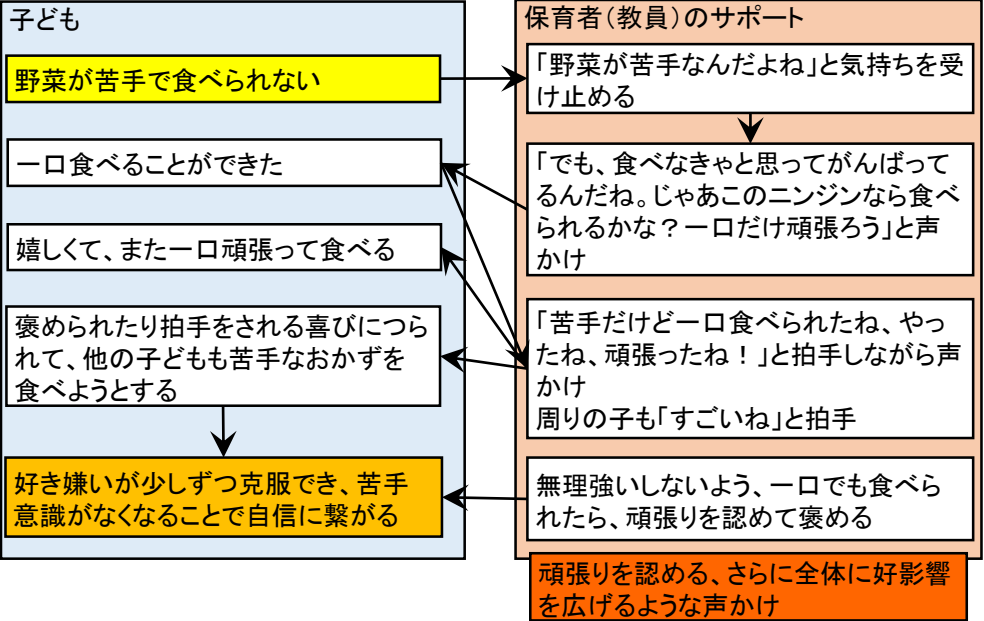 子ども
野菜が苦手で食べられない
一口食べることができた
嬉しくて、また一口頑張って食べる
褒められたり拍手をされる喜びにつら
れて、他の子どもも苦手なおかずを
食べようとする
好き嫌いが少しずつ克服でき、苦手
意識がなくなることで自信に繋がる
保育者（教員）のサポート
「野菜が苦手なんだよね」と気持ちを受
け止める
「でも、食べなきゃと思ってがんばって
るんだね。じゃあこのニンジンなら食べ
られるかな？一口だけ頑張ろう」と声
かけ
「苦手だけど一口食べられたね、やっ
たね、頑張ったね！」と拍手しながら声
かけ
周りの子も「すごいね」と拍手
無理強いしないよう、一口でも食べら
れたら、頑張りを認めて褒める
頑張りを認める、さらに全体に好影響
を広げるような声かけ